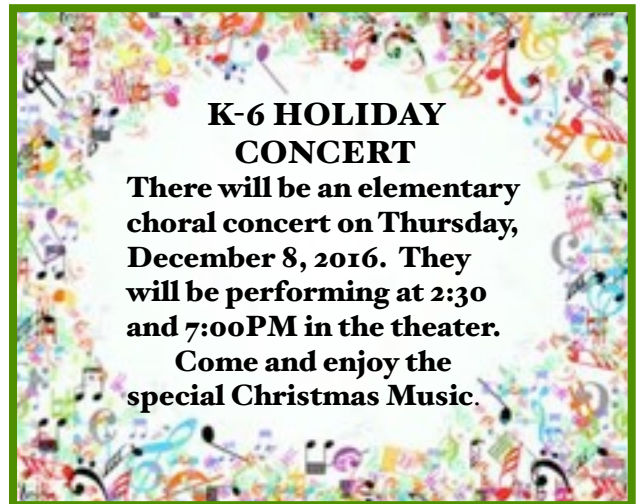 K-6 HOLIDAY
CONCERT
There will be an elementary
choral concert on Thursday,
December 8, 2016.  They
will be performing at 2:30
and 7:00PM in the theater.
Come and enjoy the
special Christmas Music.